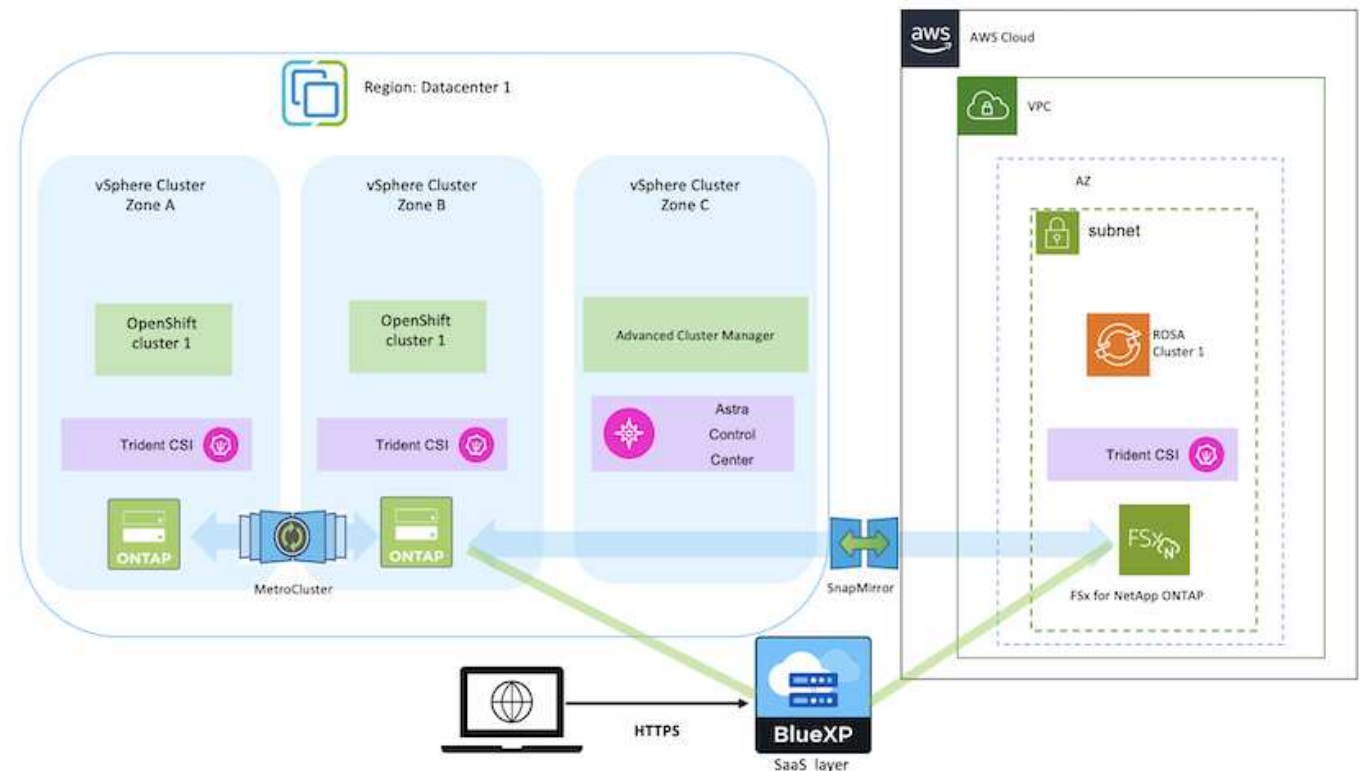 aws
AWS Cloud
Region: Datacenter 1
VPC
AZ
subnet
vSphere Cluster
Zone A
vSphere Cluster
Zone B
vSphere Cluster
Zone C
OpenShift
cluster 1
OpenShift
cluster 1
Advanced Cluster Manager
ROSA
Cluster 1
Trident CSI
Trident CSI
Astra
Control
Center
Trident CSI
ONTAP
ONTAP
MetroCluster
SnapMirror
FSx
N
FSx for NetApp ONTAP
HTTPS
BlueXP
SaaS layer